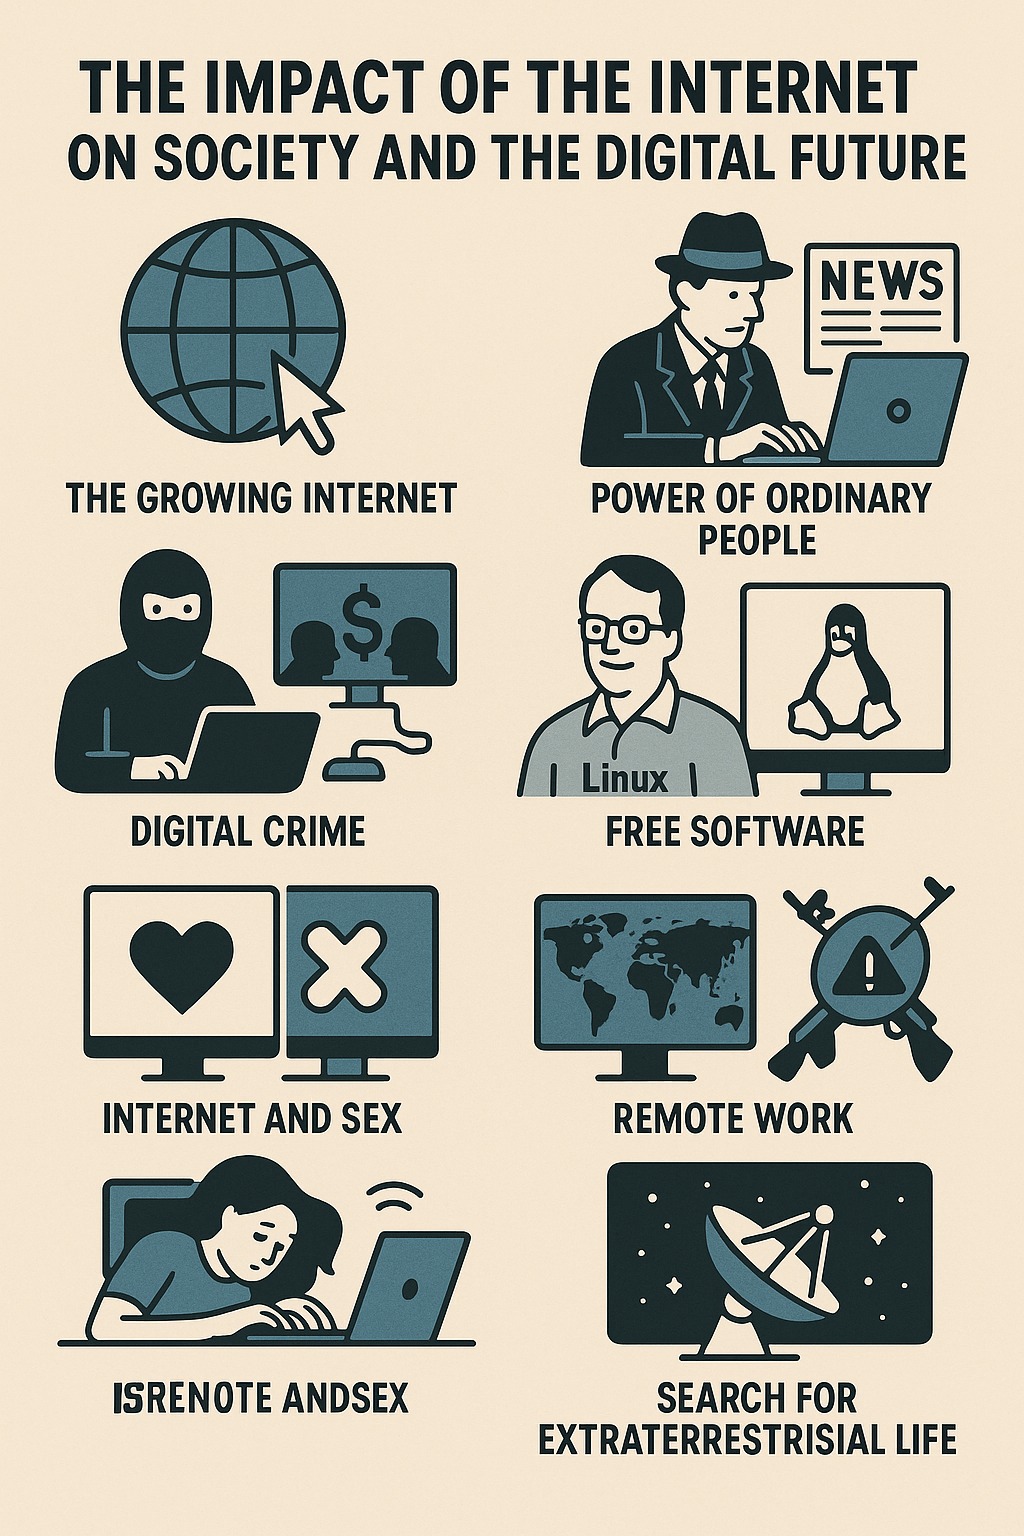 THE IMPACT OF THE INTERNET
ON SOCIETY AND THE DIGITAL FUTURE
NEWS
THE GROWING INTERNET
POWER OF ORDINARY
PEOPLE
$
Linux
DIGITAL CRIME
FREE SOFTWARE
!
INTERNET AND SEX
REMOTE WORK
ISRENOTE ANDSEX
SEARCH FOR
EXTRATERRESTRISIAL LIFE